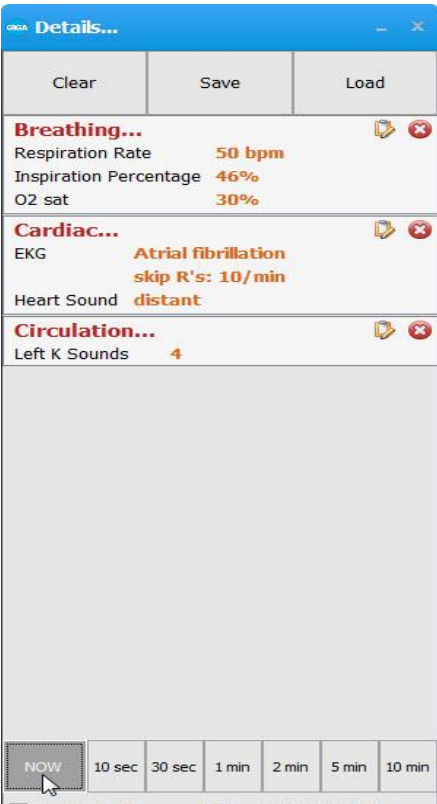 GIGA Details...
Clear Save Load
Breathing...
Respiration Rate 50 bpm
Inspiration Percentage 46%
O2 sat 30%
Cardiac...
EKG Atrial fibrillation
skip R's: 10/min
Heart Sound distant
Circulation...
Left K Sounds 4
NOW 10 sec 30 sec 1 min 2 min 5 min 10 min